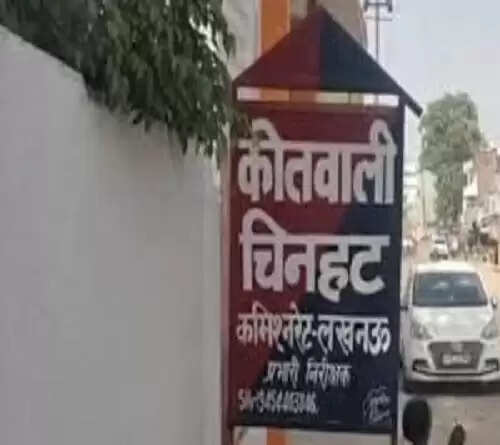 कोतवाली
चिनहट
कमिश्नरेट-लखनऊ
प्रभारी निरीक्षक